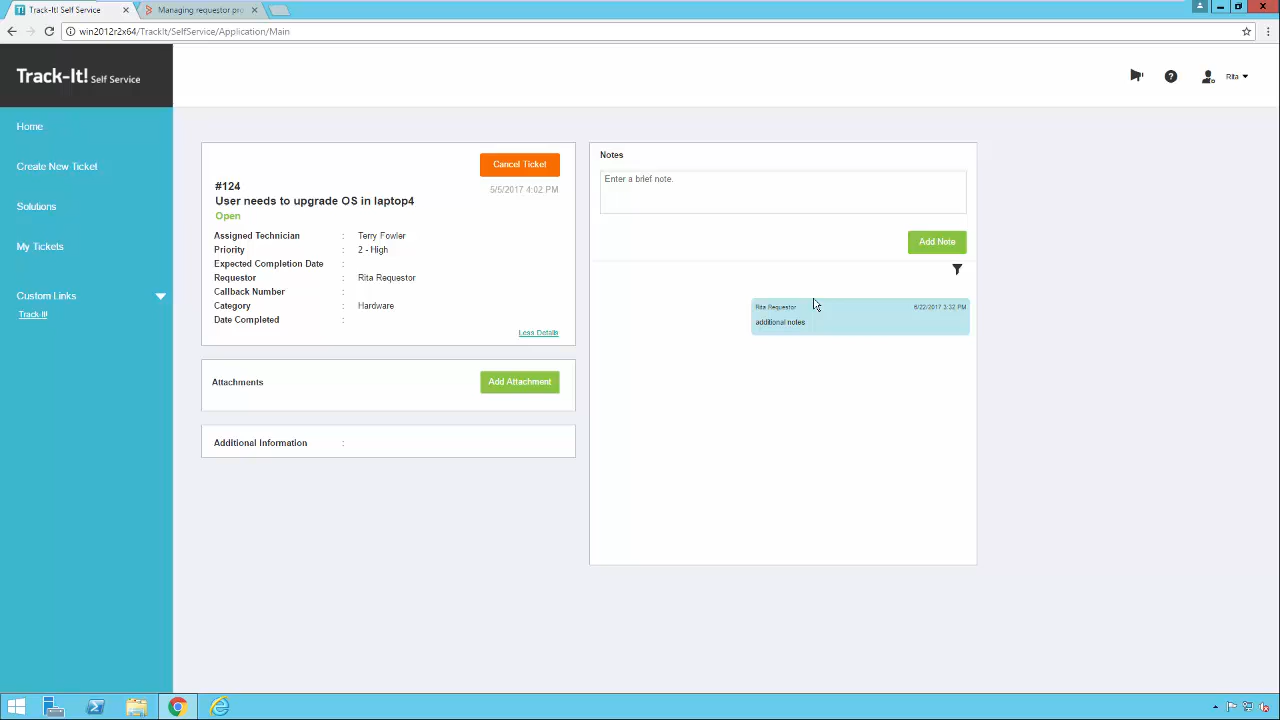 Track-It! Self Service
Managing requestor pro
win2012r2x64/TrackIt/SelfService/Application/Main
Track-It! Self Service
Rita
Home
Create New Ticket
Solutions
My Tickets
Custom Links
Track-It!
Cancel Ticket
#124
5/5/2017 4:02 PM
User needs to upgrade OS in laptop4
Open
Assigned Technician : Terry Fowler
Priority : 2 - High
Expected Completion Date :
Requestor : Rita Requestor
Callback Number :
Category : Hardware
Date Completed :
Less Details
Attachments
Add Attachment
Additional Information :
Notes
Enter a brief note.
Add Note
Rita Requestor 6/22/2017 3:32 PM
additional notes